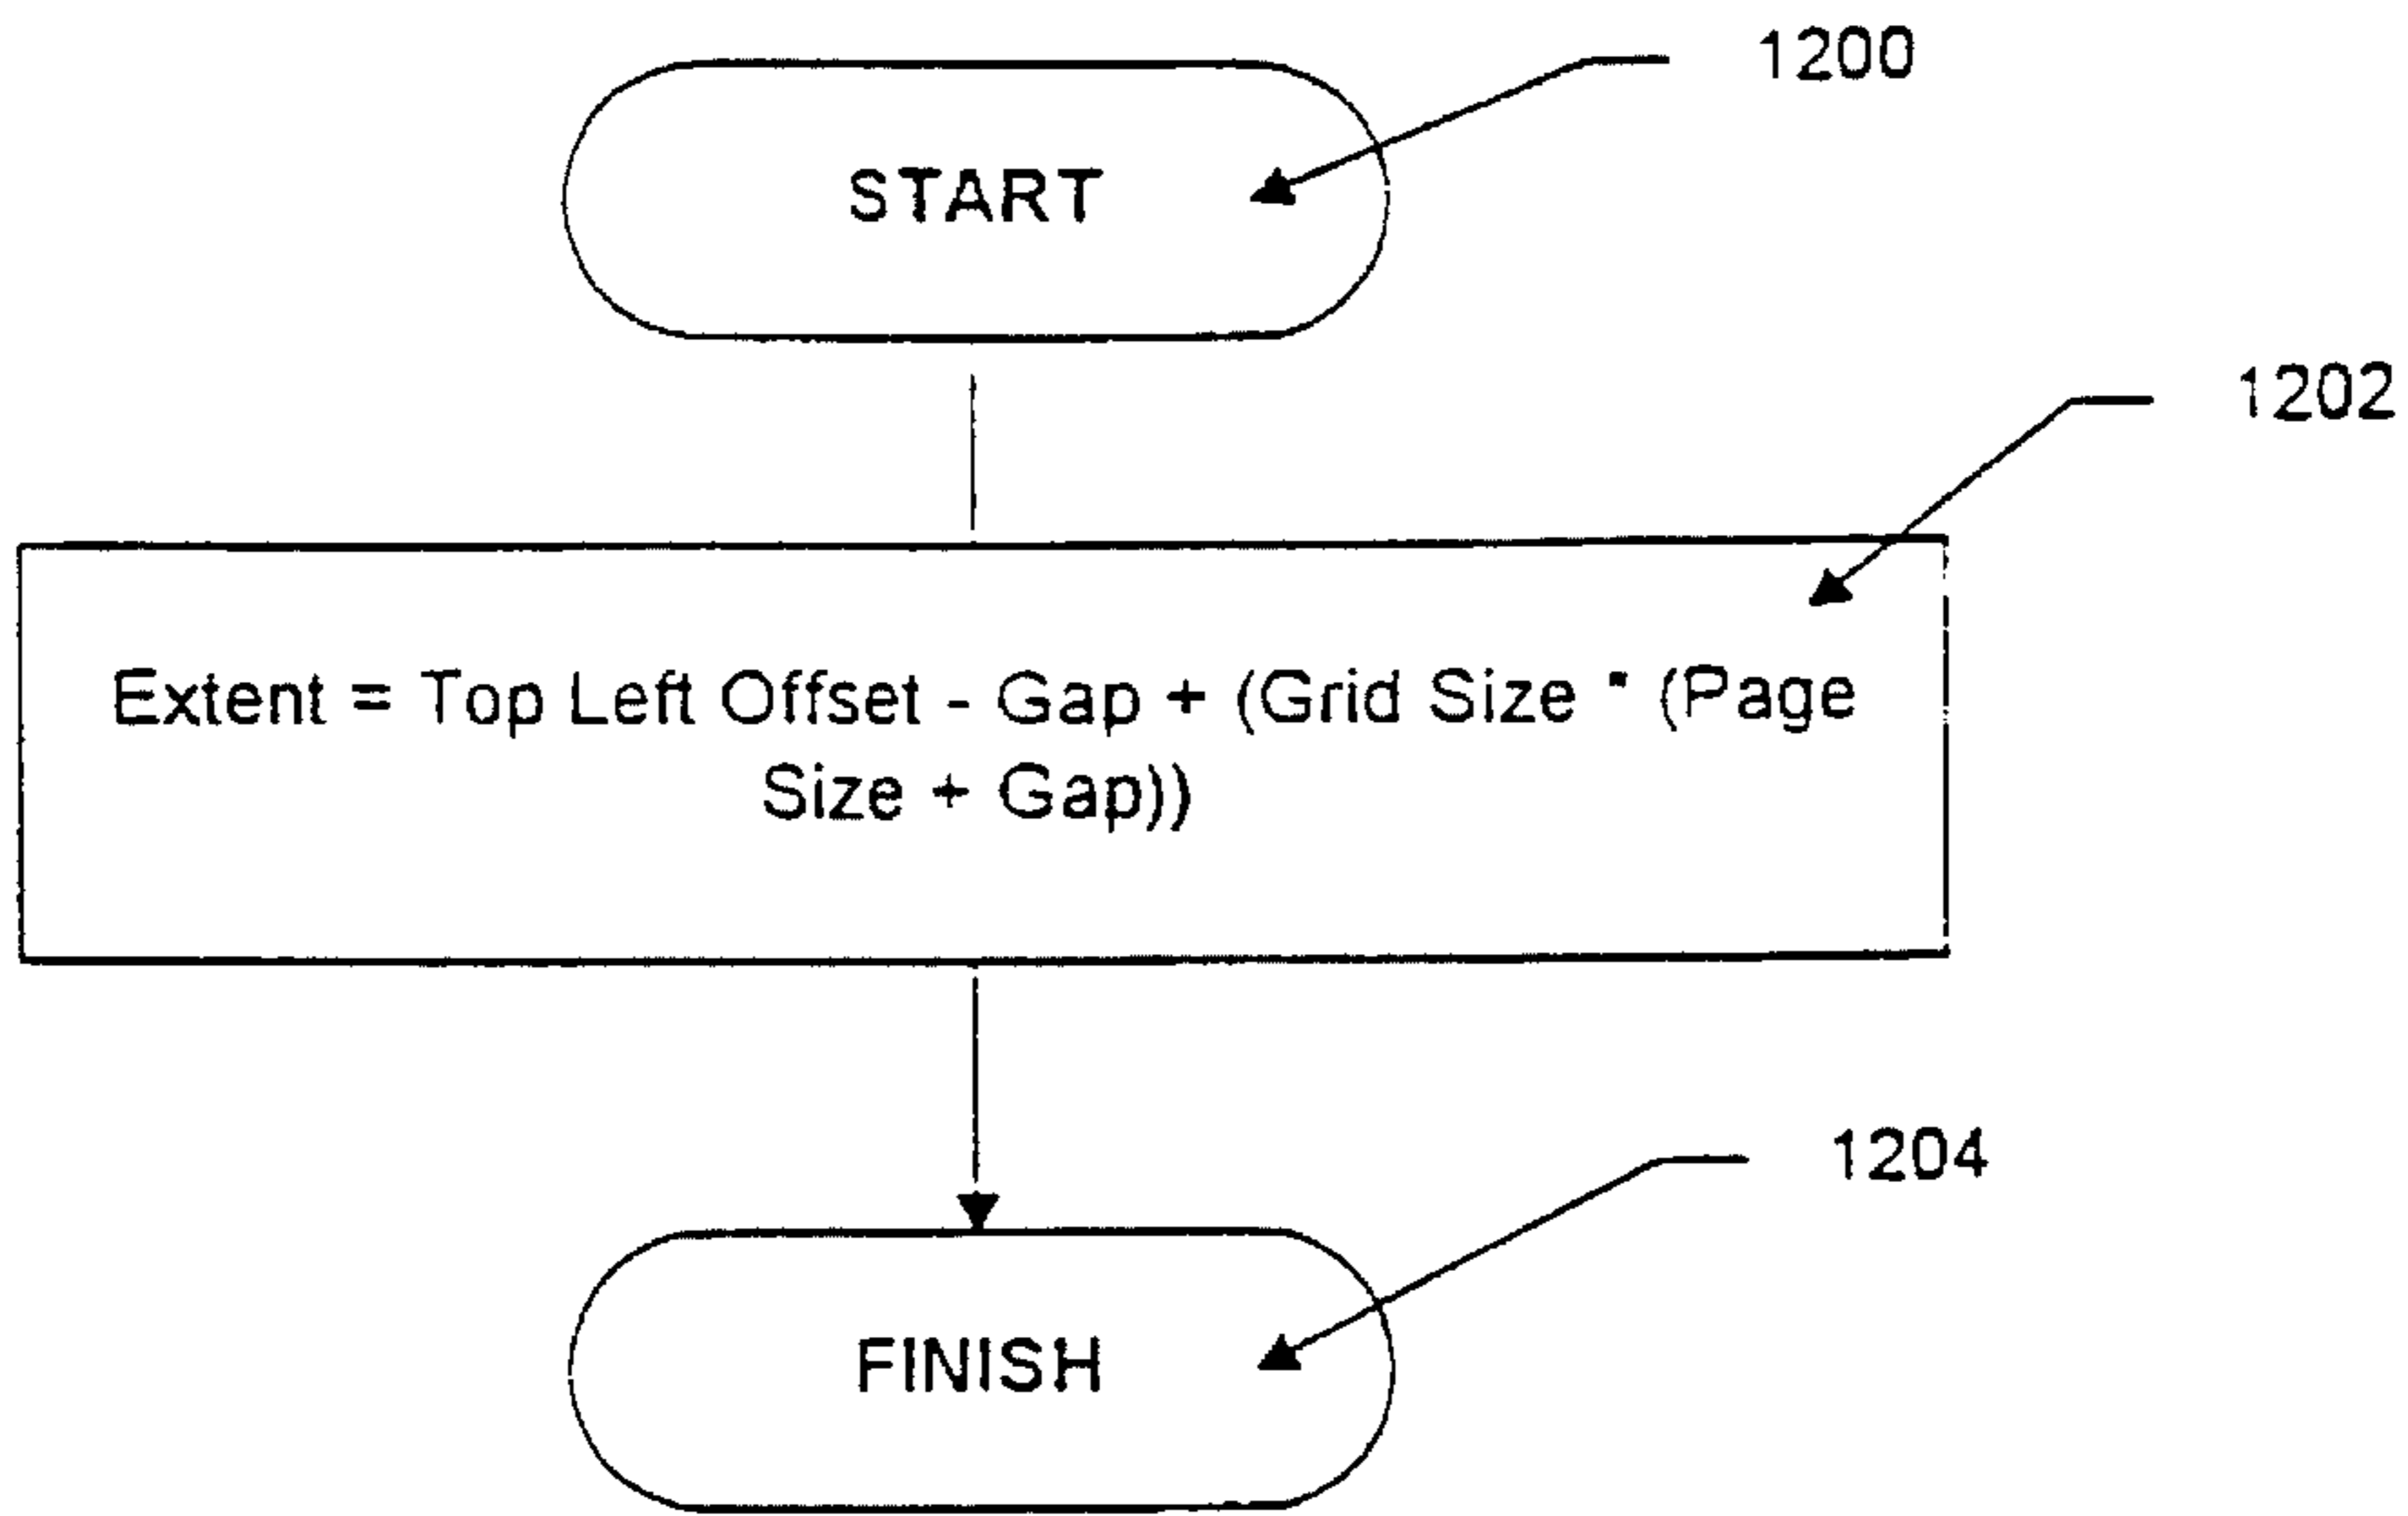 1200
START
1202
Extent = Top Left Offset - Gap + (Grid Size * (Page
Size + Gap))
1204
FINISH